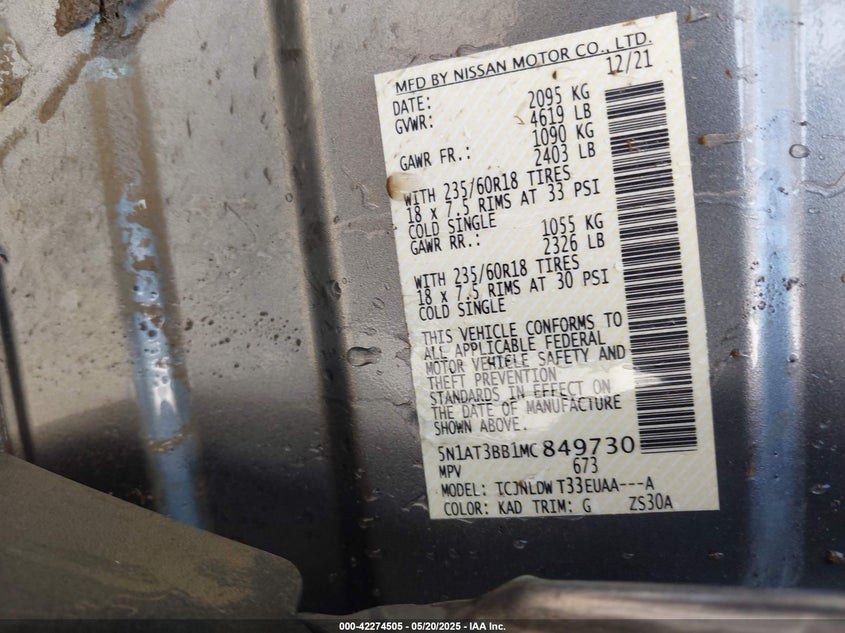 MFD BY NISSAN MOTOR CO., LTD.
DATE: 12/21
GVWR: 2095 KG
4619 LB
GAWR FR.: 1090 KG
2403 LB
WITH 235/60R18 TIRES
18 x 7.5 RIMS AT 33 PSI
COLD SINGLE
GAWR RR.: 1055 KG
2326 LB
WITH 235/60R18 TIRES
18 x 7.5 RIMS AT 30 PSI
COLD SINGLE
THIS VEHICLE CONFORMS TO
ALL APPLICABLE FEDERAL
MOTOR VEHICLE SAFETY AND
THEFT PREVENTION
STANDARDS IN EFFECT ON
THE DATE OF MANUFACTURE
SHOWN ABOVE.
5N1AT3BB1MC849730
MPV 673
MODEL: TCJNLDW T33EUAA---A
COLOR: KAD TRIM: G ZS30A
000-42274505 - 05/20/2025 - IAA Inc.